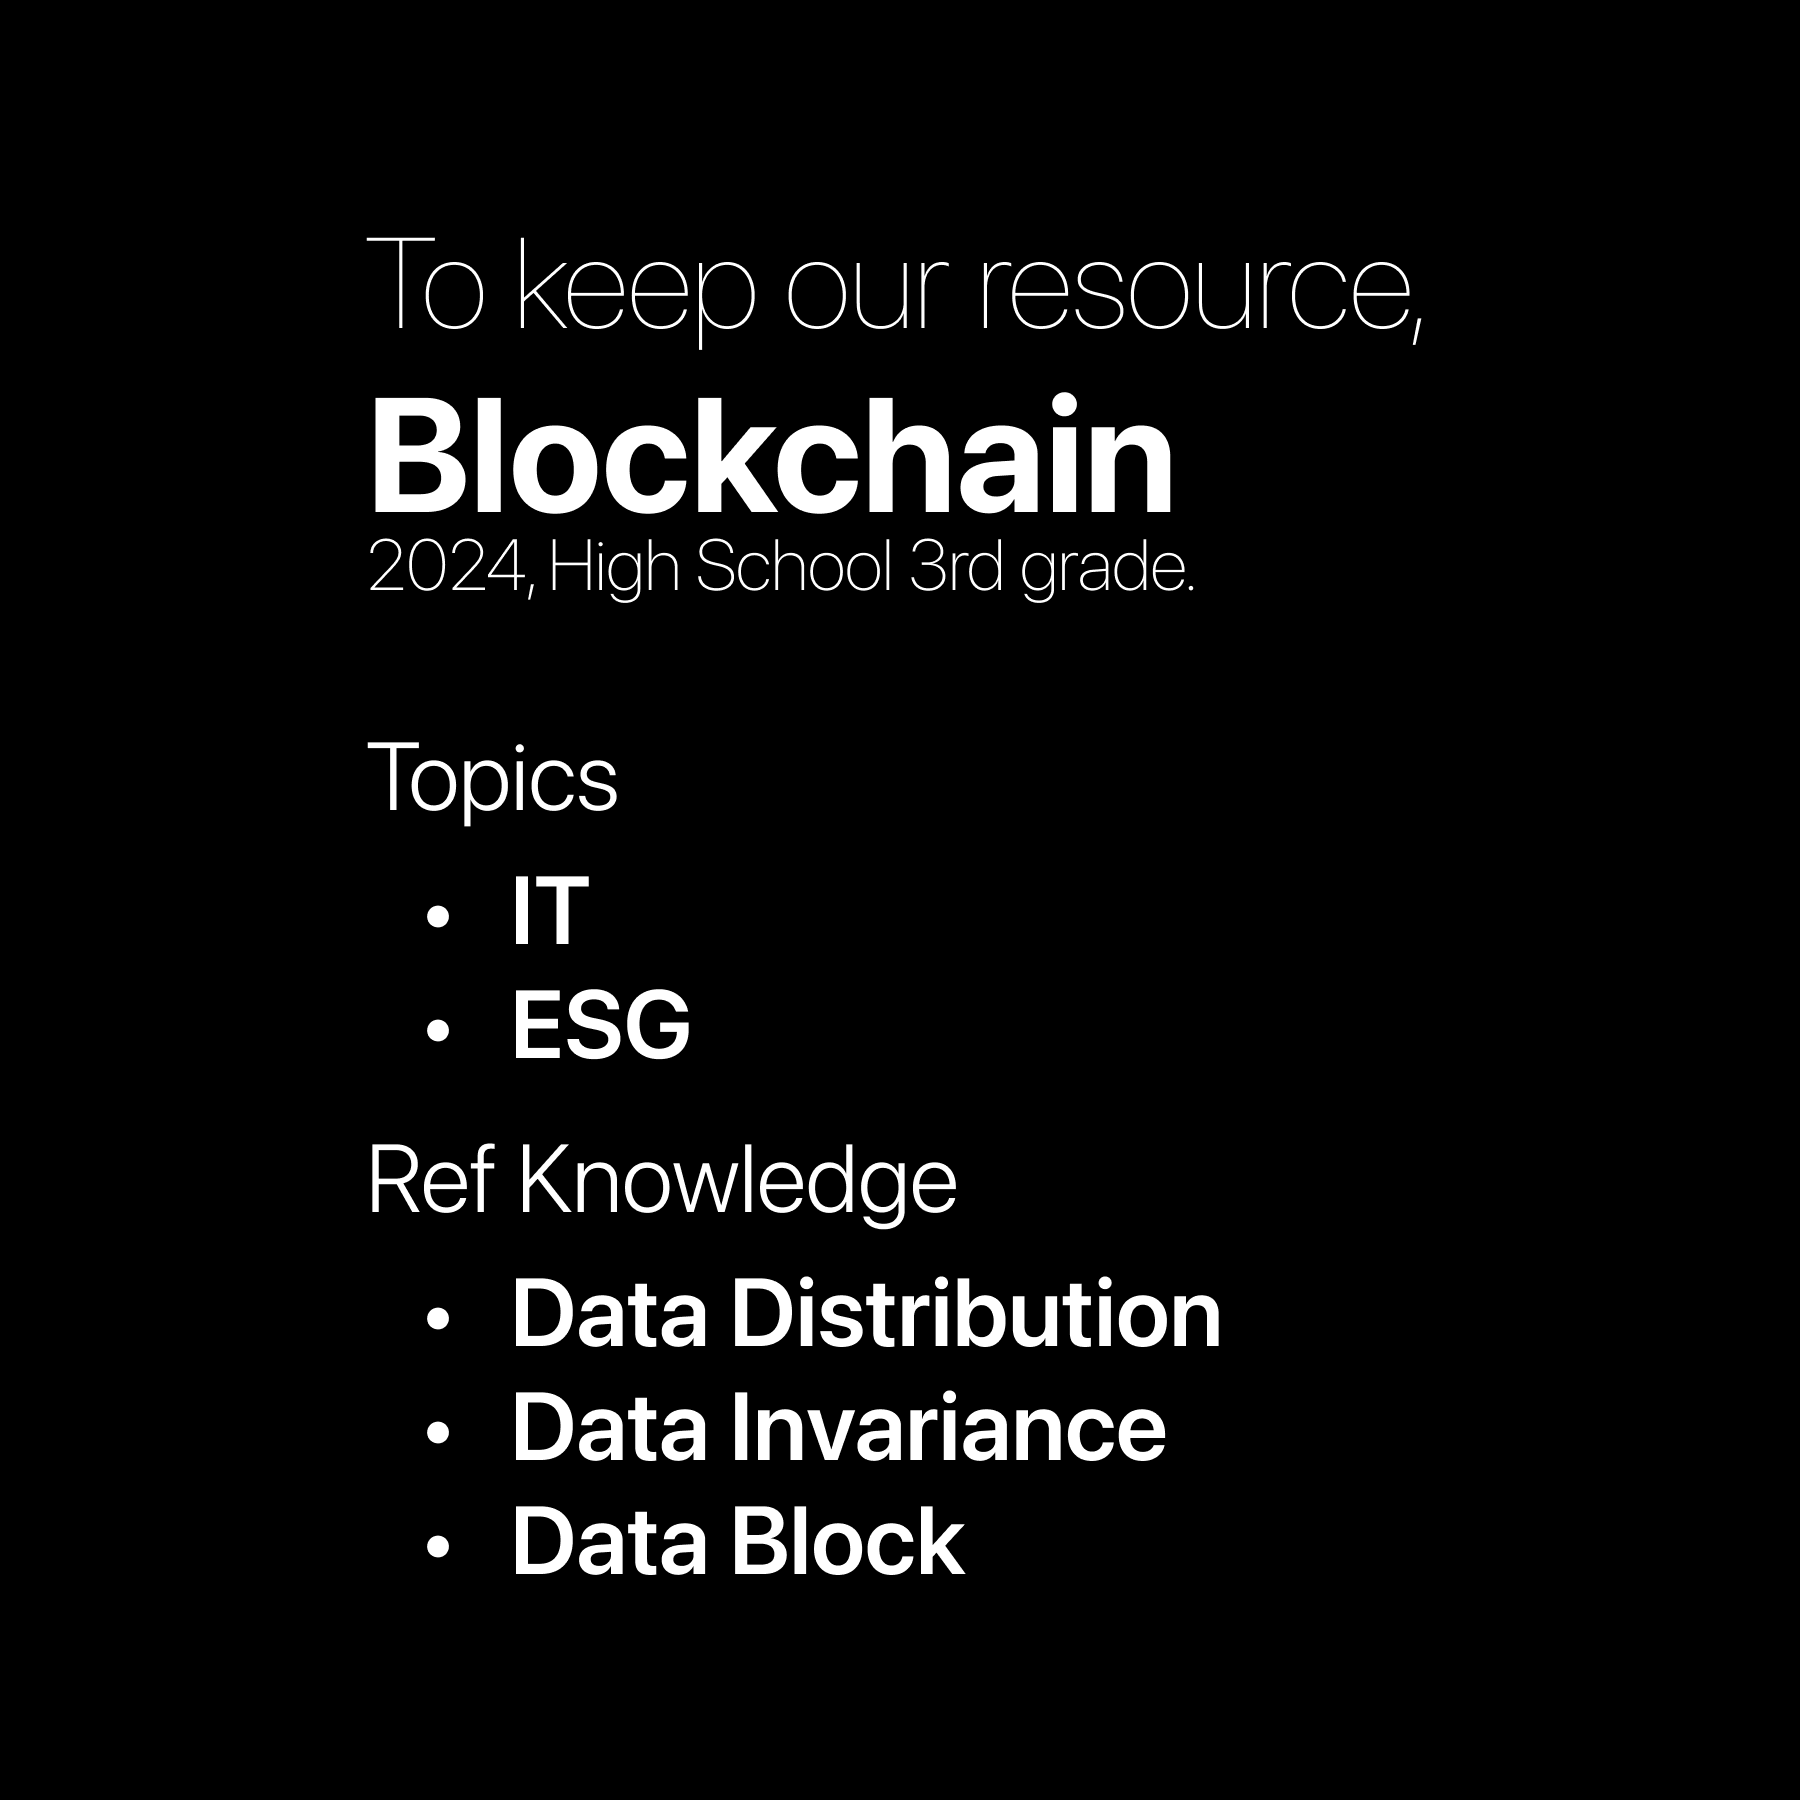 To keep our resource,
Blockchain
2024, High School 3rd grade.
Topics
• IT
• ESG
Ref Knowledge
• Data Distribution
• Data Invariance
• Data Block